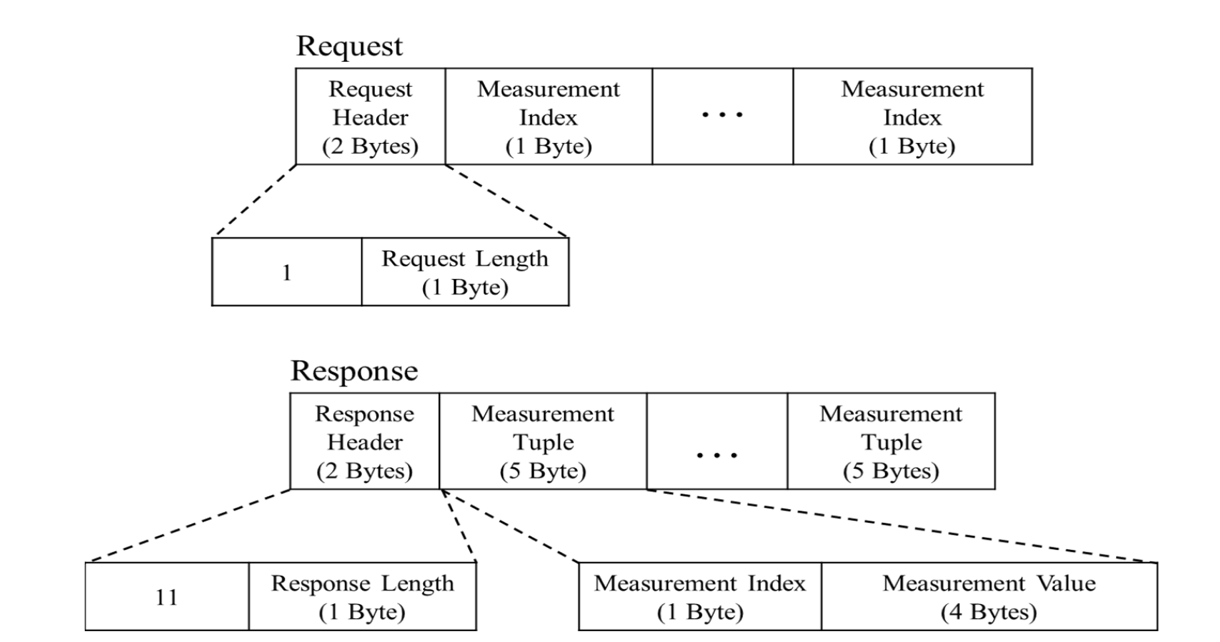 Request
Request
Header
(2 Bytes)
Measurement
Index
(1 Byte)
...
Measurement
Index
(1 Byte)
1
Request Length
(1 Byte)
Response
Response
Header
(2 Bytes)
Measurement
Tuple
(5 Byte)
...
Measurement
Tuple
(5 Bytes)
11
Response Length
(1 Byte)
Measurement Index
(1 Byte)
Measurement Value
(4 Bytes)